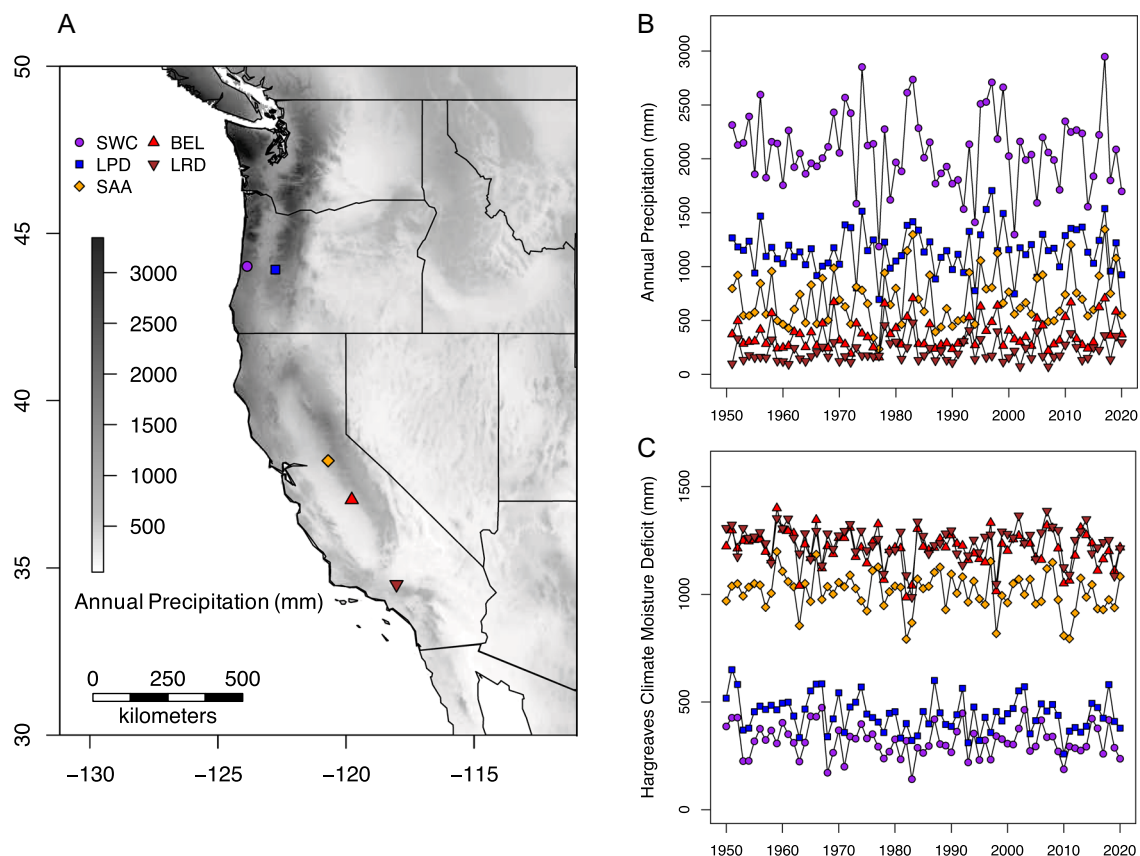 A
50
45
40
35
30
SWC BEL
LPD LRD
SAA
3000
2500
2000
1500
1000
500
Annual Precipitation (mm)
0 250 500
kilometers
−130 −125 −120 −115
B
Annual Precipitation (mm)
3000
2500
2000
1500
1000
500
0
1950 1960 1970 1980 1990 2000 2010 2020
C
Hargreaves Climate Moisture Deficit (mm)
1500
1000
500
0
1950 1960 1970 1980 1990 2000 2010 2020